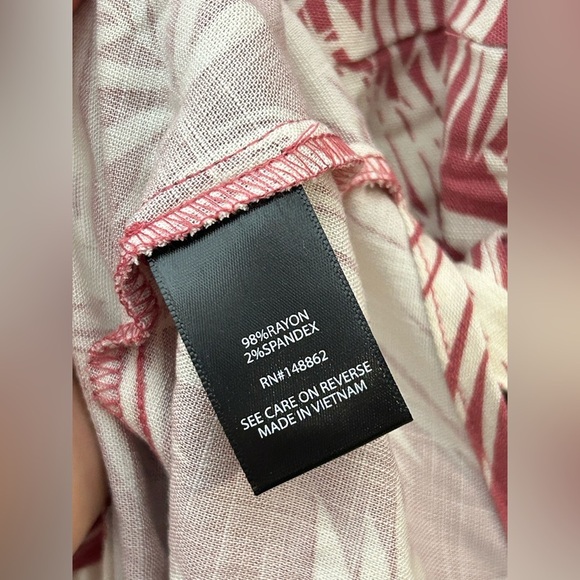 98%RAYON
2%SPANDEX
RN#148862
SEE CARE ON REVERSE
MADE IN VIETNAM